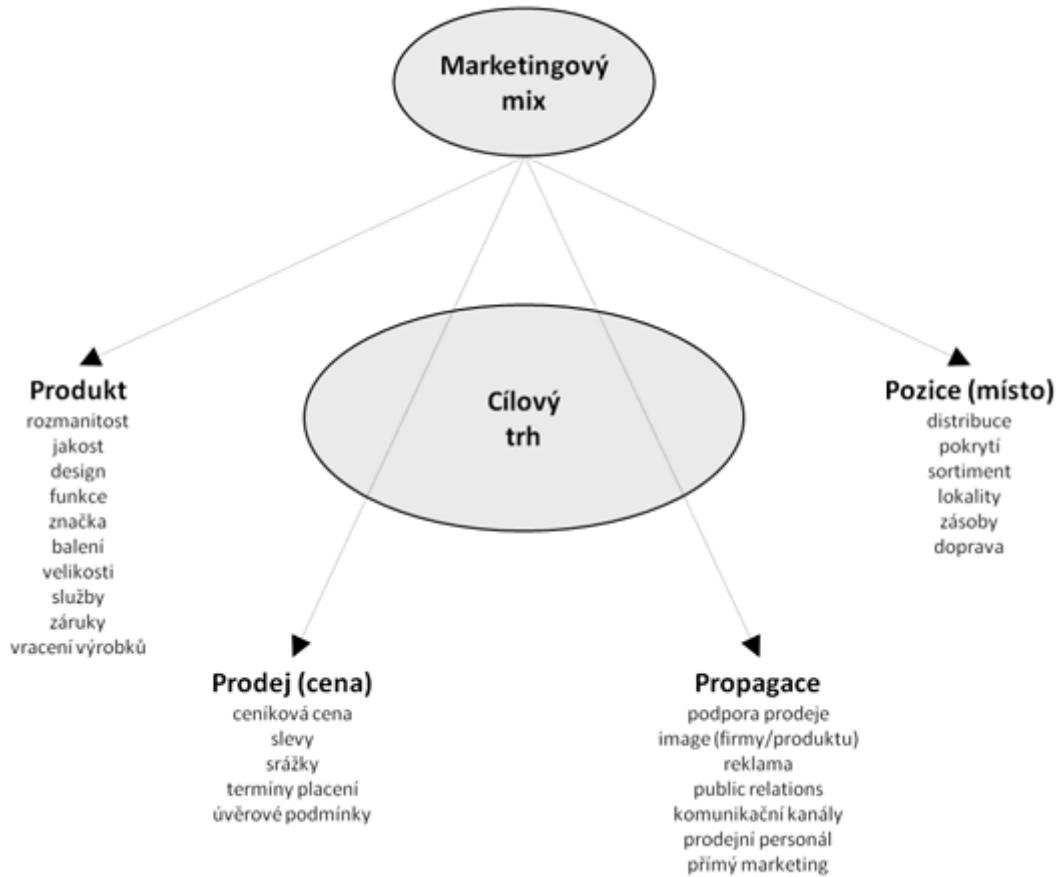 Marketingový
mix
Cílový
trh
Produkt
rozmanitost
jakost
design
funkce
značka
balení
velikosti
služby
záruky
vracení výrobků
Prodej (cena)
ceníková cena
slevy
srážky
termíny placení
úvěrové podmínky
Propagace
podpora prodeje
image (firmy/produktu)
reklama
public relations
komunikační kanály
prodejní personál
přímý marketing
Pozice (místo)
distribuce
pokrytí
sortiment
lokality
zásoby
doprava